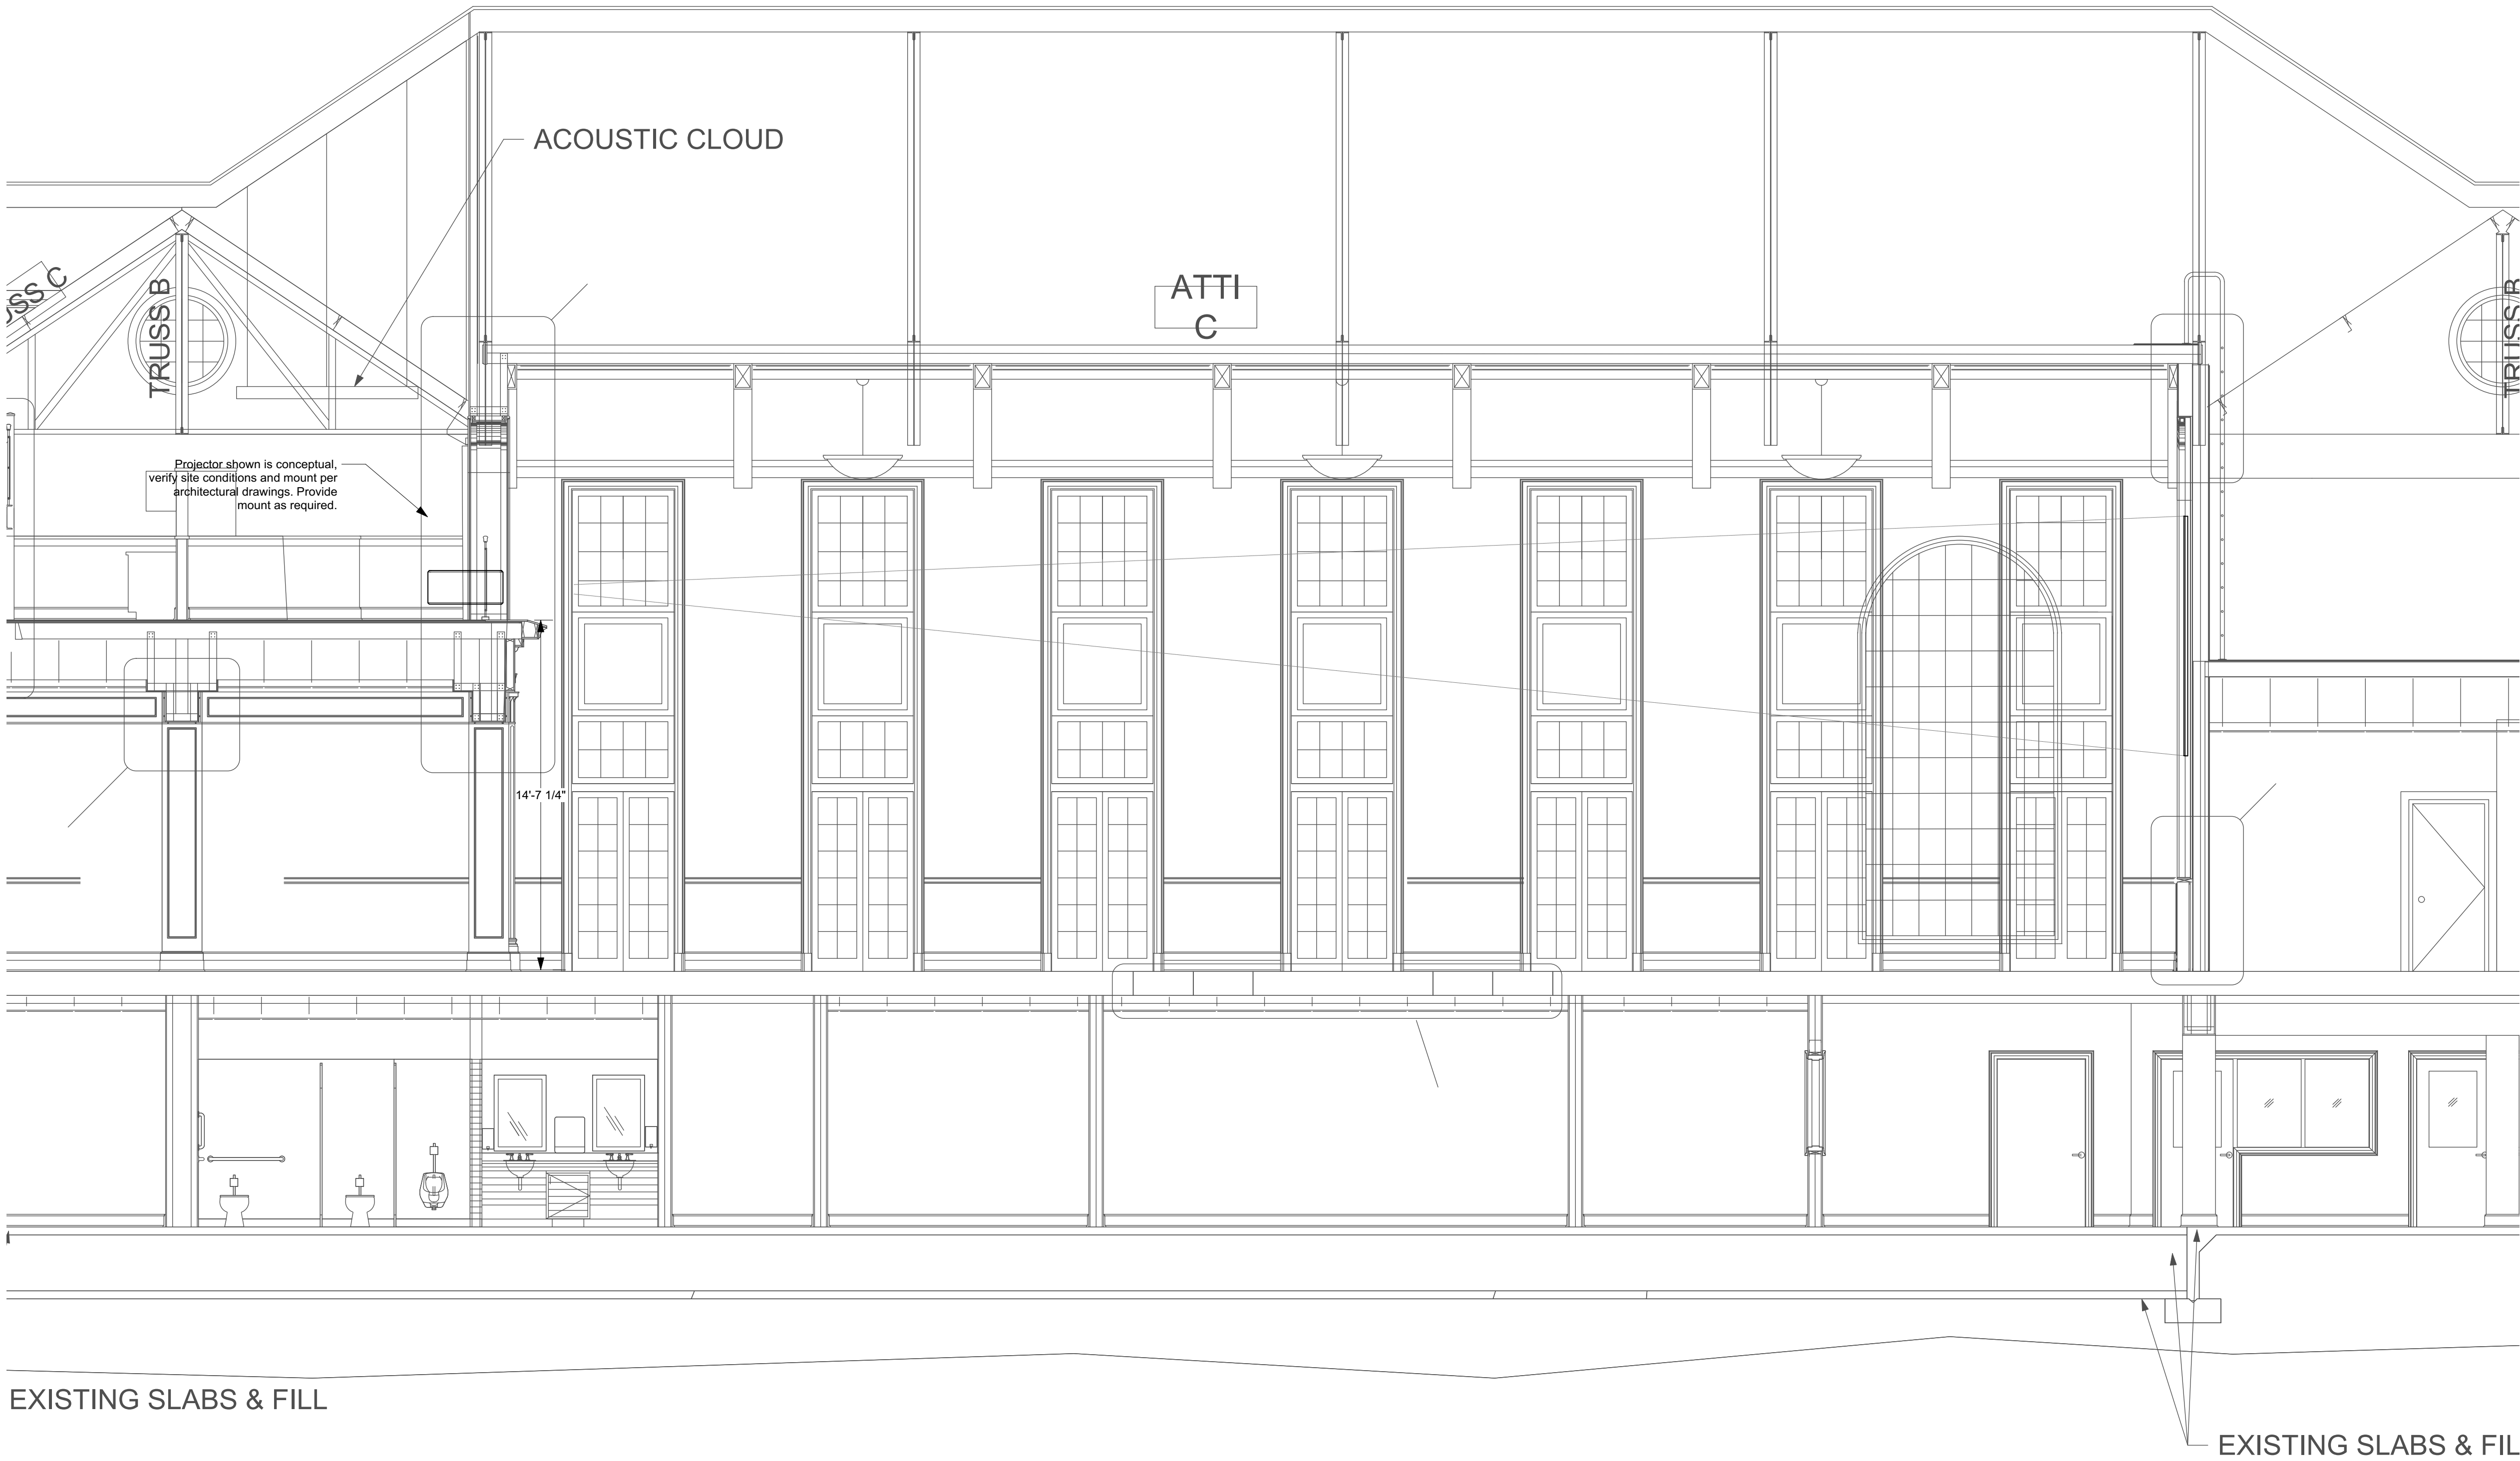 ACOUSTIC CLOUD
ATTI
C
SS C
TRUSS B
TRUSS B
Projector shown is conceptual,
verify site conditions and mount per
architectural drawings. Provide
mount as required.
14'-7 1/4"
EXISTING SLABS & FILL
EXISTING SLABS & FIL